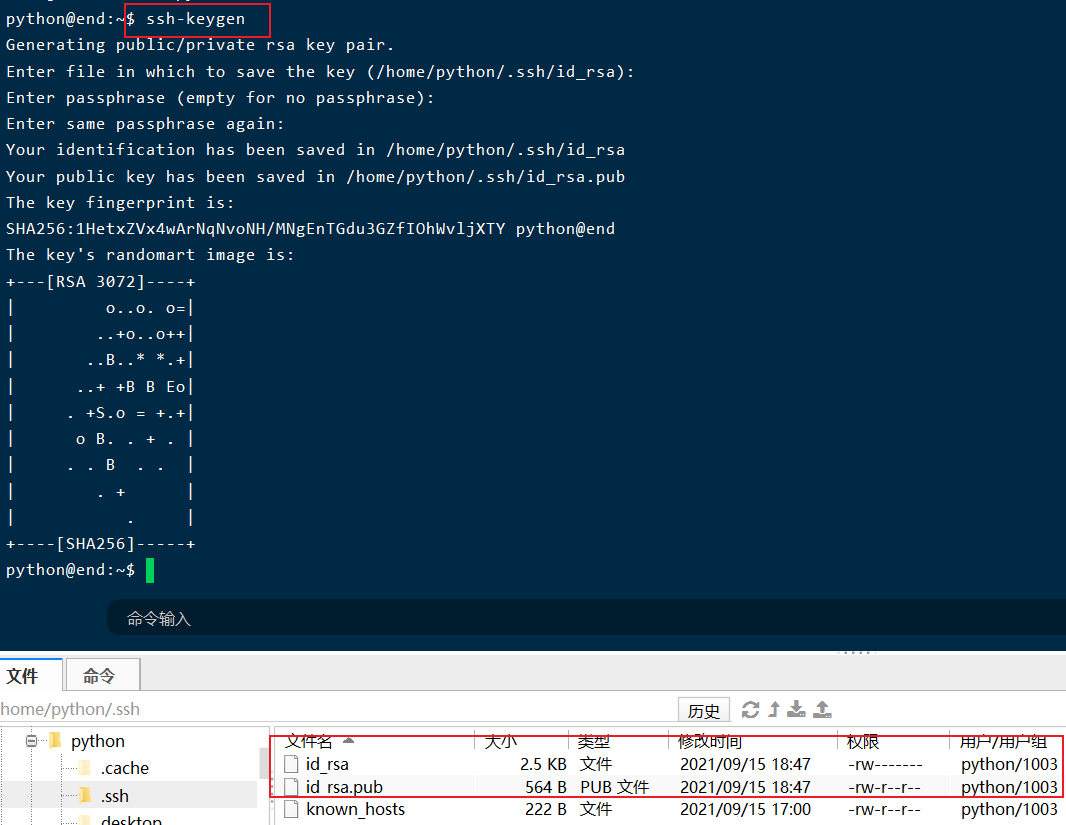 python@end:~$ ssh-keygen
Generating public/private rsa key pair.
Enter file in which to save the key (/home/python/.ssh/id_rsa):
Enter passphrase (empty for no passphrase):
Enter same passphrase again:
Your identification has been saved in /home/python/.ssh/id_rsa
Your public key has been saved in /home/python/.ssh/id_rsa.pub
The key fingerprint is:
SHA256:1HetxZVx4wArNqNvoNH/MNgEnTGdu3GZfIOhWvljXTY python@end
The key's randomart image is:
+---[RSA 3072]----+
|         o..o. o=|
|        ..+o..o++|
|       ..B..* *.+|
|      ..+ +B B Eo|
|     . +S.o = +.+|
|      o B. . + . |
|     . . B  . .  |
|        . +      |
|           .     |
+----[SHA256]-----+
python@end:~$
命令输入
文件 命令
home/python/.ssh 历史
python
.cache
.ssh
desktop
文件名 大小 类型 修改时间 权限 用户/用户组
id_rsa 2.5 KB 文件 2021/09/15 18:47 -rw------- python/1003
id_rsa.pub 564 B PUB 文件 2021/09/15 18:47 -rw-r--r-- python/1003
known_hosts 222 B 文件 2021/09/15 17:00 -rw-r--r-- python/1003